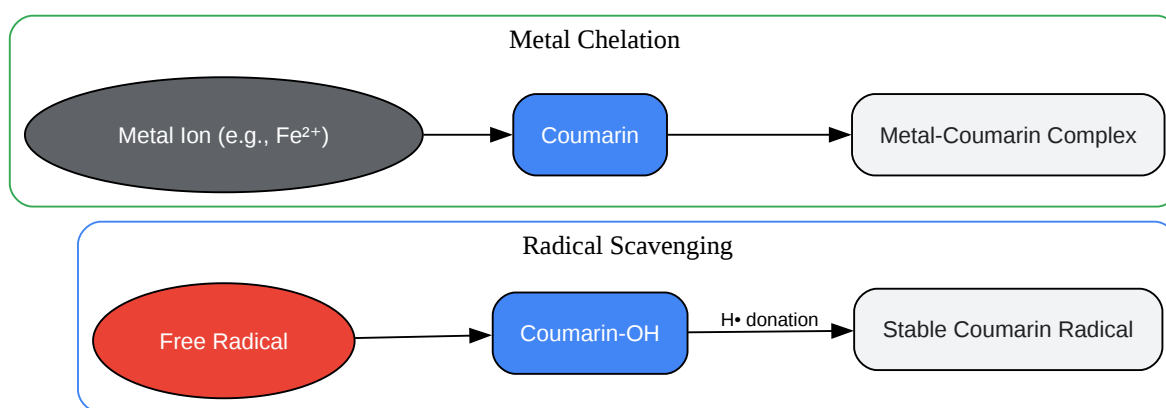 Metal Chelation
Metal Ion (e.g., Fe²⁺)
Coumarin
Metal-Coumarin Complex
Radical Scavenging
Free Radical
Coumarin-OH
H• donation
Stable Coumarin Radical